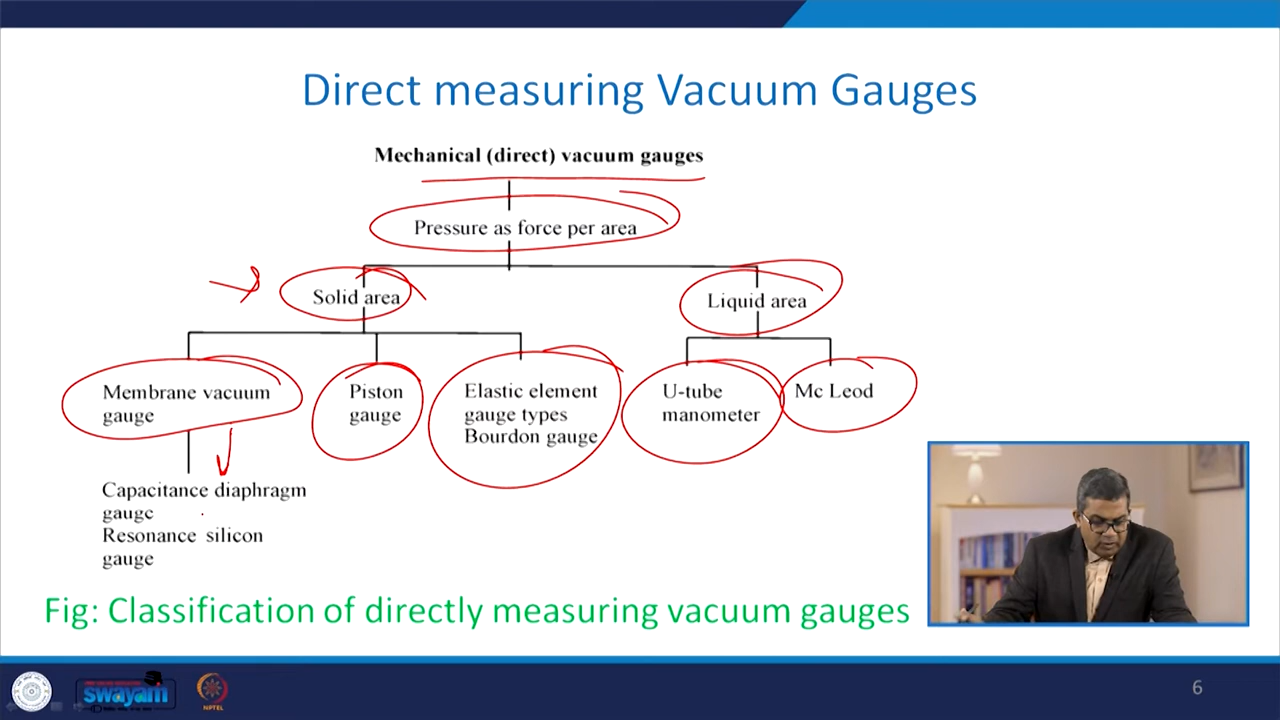 Direct measuring Vacuum Gauges
Mechanical (direct) vacuum gauges
Pressure as force per area
Solid area
Liquid area
Membrane vacuum
gauge
Piston
gauge
Elastic element
gauge types
Bourdon gauge
U-tube
manometer
Mc Leod
Capacitance diaphragm
gauge
Resonance silicon
gauge
Fig: Classification of directly measuring vacuum gauges
swayam
NPTEL
6